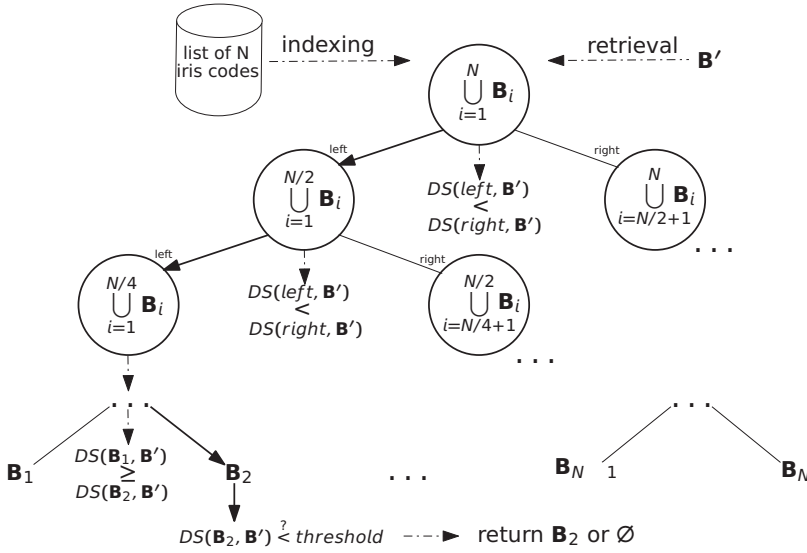 list of N
iris codes
indexing
retrieval
B′
N
⋃ B_i
i=1
left
right
N/2
⋃ B_i
i=1
DS(left, B′)
<
DS(right, B′)
N
⋃ B_i
i=N/2+1
. . .
left
right
N/4
⋃ B_i
i=1
DS(left, B′)
<
DS(right, B′)
N/2
⋃ B_i
i=N/4+1
. . .
. . .
. . .
B_1
DS(B_1, B′)
≥
DS(B_2, B′)
B_2
. . .
B_N 1
B_N
DS(B_2, B′) <? threshold
return B_2 or Ø